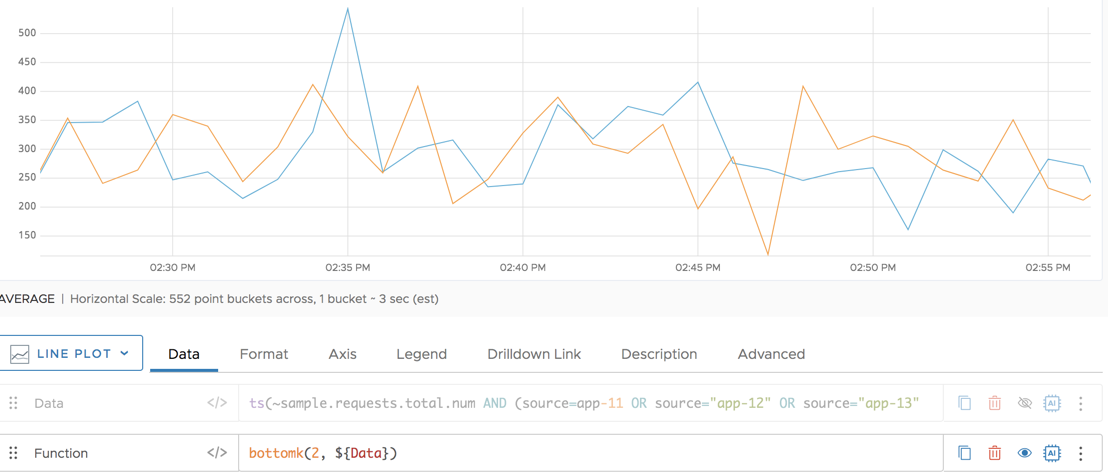 500
450
400
350
300
250
200
150
02:30 PM 02:35 PM 02:40 PM 02:45 PM 02:50 PM 02:55 PM
AVERAGE | Horizontal Scale: 552 point buckets across, 1 bucket ~ 3 sec (est)
LINE PLOT Data Format Axis Legend Drilldown Link Description Advanced
Data </> ts(~sample.requests.total.num AND (source=app-11 OR source="app-12" OR source="app-13" AI
Function </> bottomk(2, ${Data}) AI